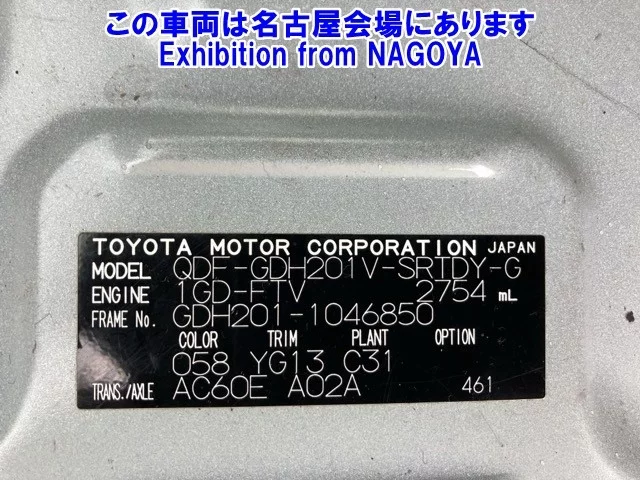 この車両は名古屋会場にあります
Exhibition from NAGOYA
TOYOTA MOTOR CORPORATION JAPAN
MODEL QDF-GDH201V-SRTDY-G
ENGINE 1GD-FTV 2754 mL
FRAME No. GDH201-1046850
COLOR TRIM PLANT OPTION
058 YG13 C31
TRANS./AXLE AC60E A02A 461